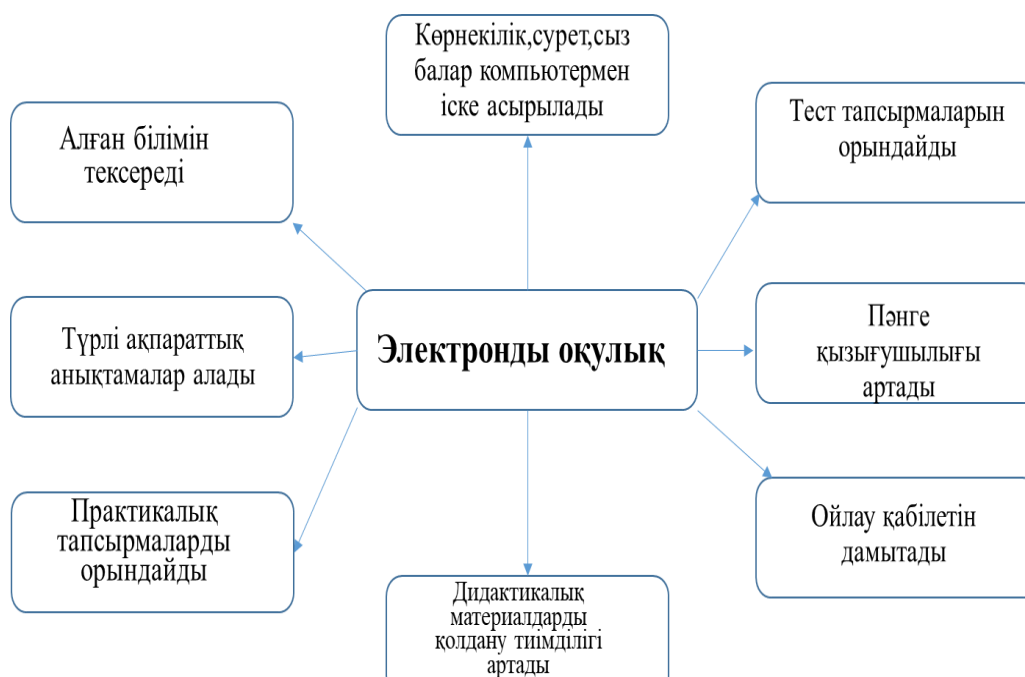 Көрнекілік,сурет,сыз
балар компьютермен
іске асырылады
Алған білімін
тексереді
Тест тапсырмаларын
орындайды
Түрлі ақпараттық
анықтамалар алады
Электронды оқулық
Пәнге
қызығушылығы
артады
Практикалық
тапсырмаларды
орындайды
Ойлау қабілетін
дамытады
Дидактикалық
материалдарды
қолдану тиімділігі
артады